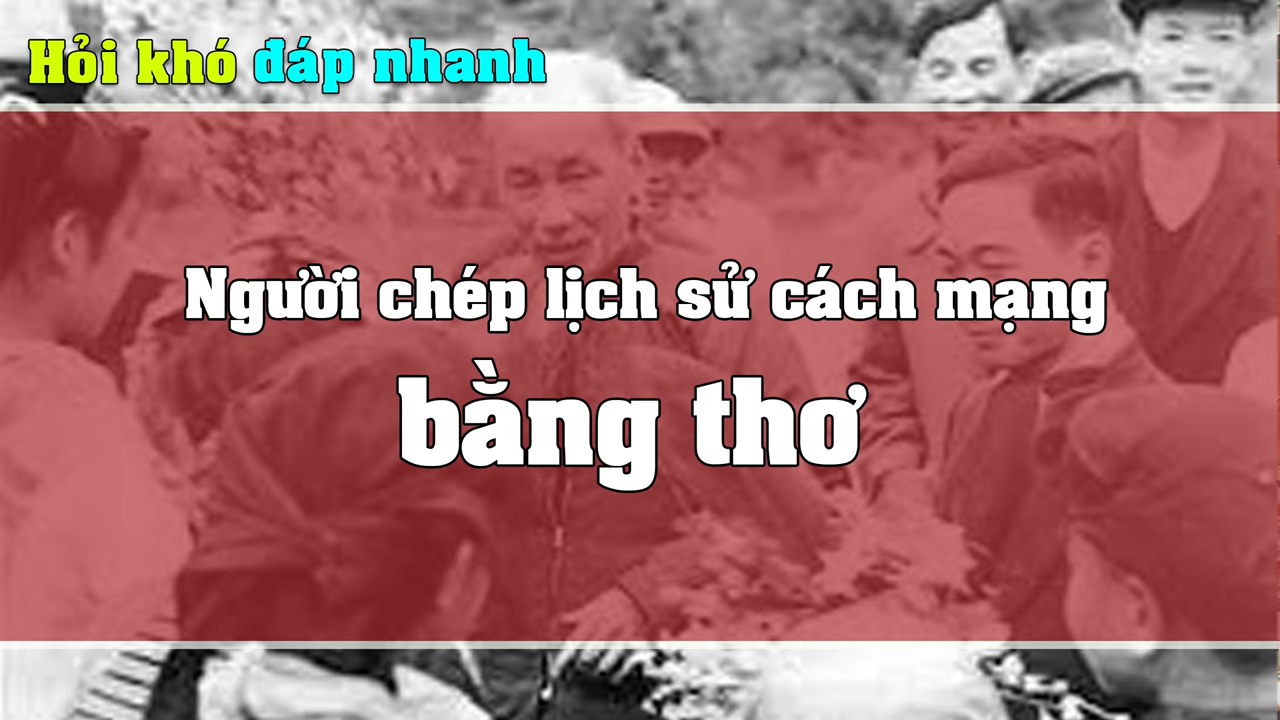 Hỏi khó đáp nhanh
Người chép lịch sử cách mạng
bằng thơ